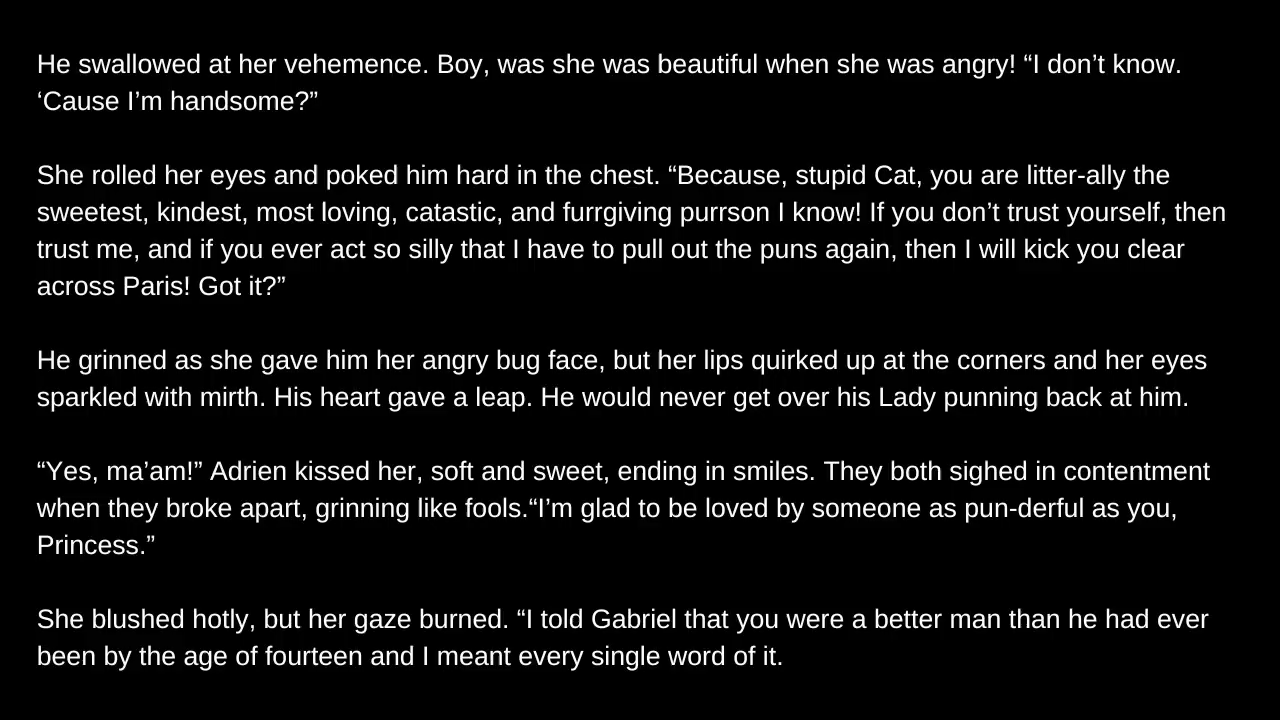 He swallowed at her vehemence. Boy, was she was beautiful when she was angry! “I don’t know.
‘Cause I’m handsome?”
She rolled her eyes and poked him hard in the chest. “Because, stupid Cat, you are litter-ally the
sweetest, kindest, most loving, catastic, and furrgiving purrson I know! If you don’t trust yourself, then
trust me, and if you ever act so silly that I have to pull out the puns again, then I will kick you clear
across Paris! Got it?”
He grinned as she gave him her angry bug face, but her lips quirked up at the corners and her eyes
sparkled with mirth. His heart gave a leap. He would never get over his Lady punning back at him.
“Yes, ma’am!” Adrien kissed her, soft and sweet, ending in smiles. They both sighed in contentment
when they broke apart, grinning like fools.“I’m glad to be loved by someone as pun-derful as you,
Princess.”
She blushed hotly, but her gaze burned. “I told Gabriel that you were a better man than he had ever
been by the age of fourteen and I meant every single word of it.